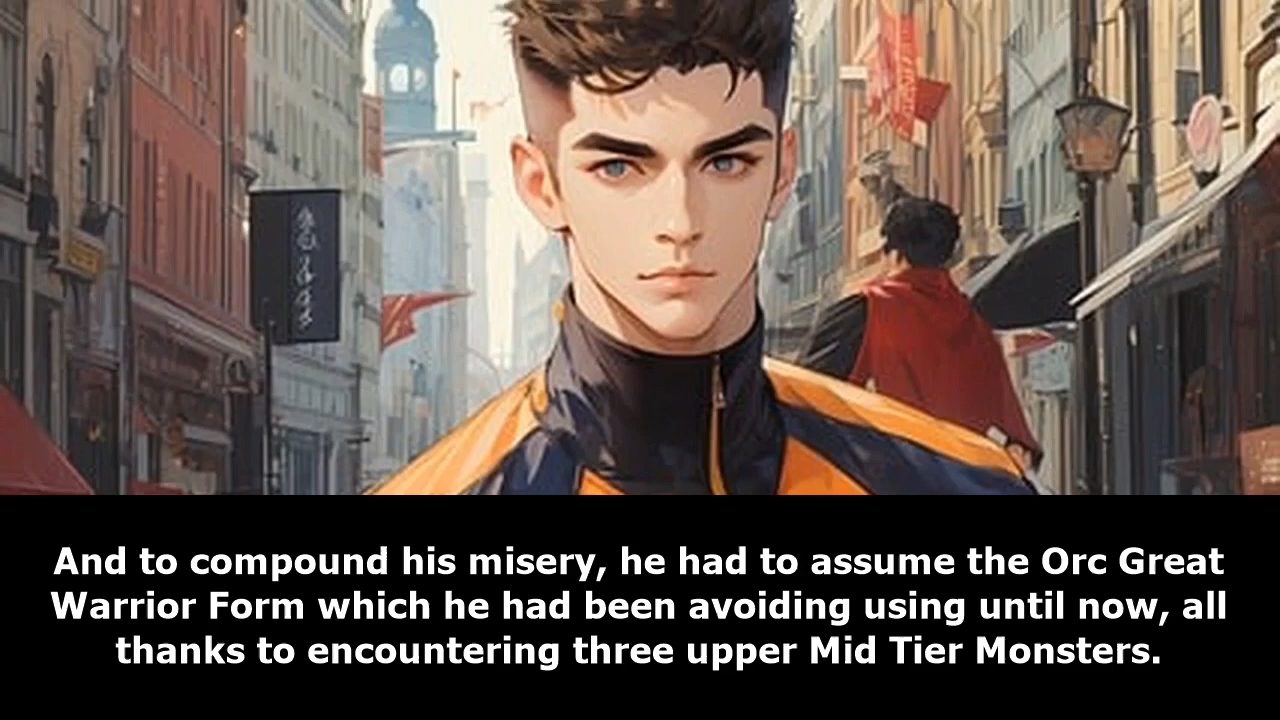 And to compound his misery, he had to assume the Orc Great
Warrior Form which he had been avoiding using until now, all
thanks to encountering three upper Mid Tier Monsters.